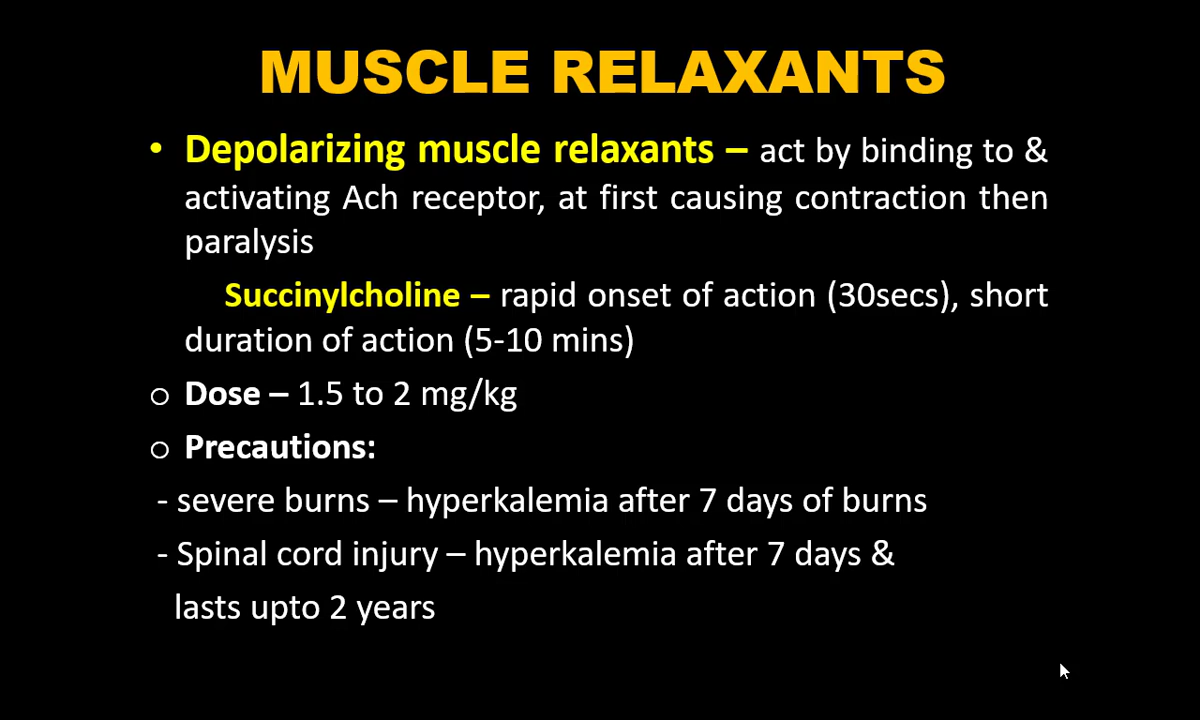 MUSCLE RELAXANTS
• Depolarizing muscle relaxants – act by binding to &
activating Ach receptor, at first causing contraction then
paralysis
Succinylcholine – rapid onset of action (30secs), short
duration of action (5-10 mins)
o Dose – 1.5 to 2 mg/kg
o Precautions:
- severe burns – hyperkalemia after 7 days of burns
- Spinal cord injury – hyperkalemia after 7 days &
lasts upto 2 years